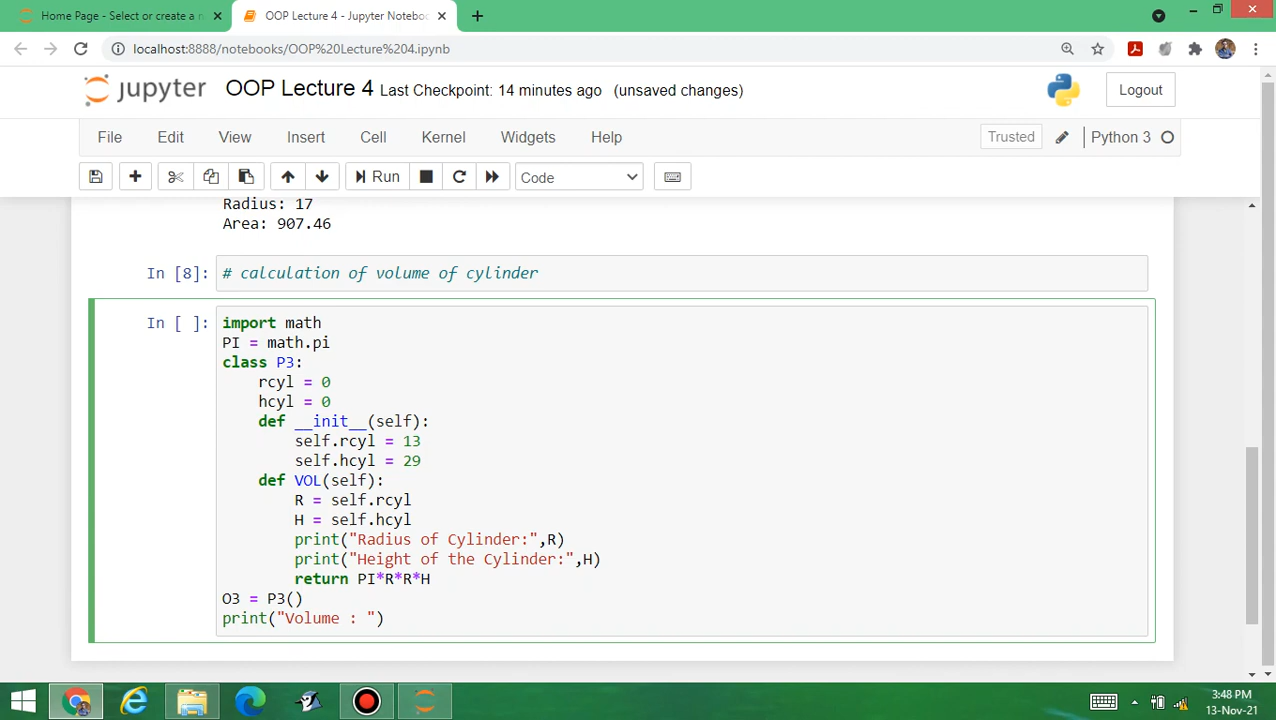 Home Page - Select or create a n
OOP Lecture 4 - Jupyter Noteboo
localhost:8888/notebooks/OOP%20Lecture%204.ipynb
jupyter OOP Lecture 4 Last Checkpoint: 14 minutes ago (unsaved changes)
Logout
File Edit View Insert Cell Kernel Widgets Help
Trusted
Python 3
Run
Code
Radius: 17
Area: 907.46
In [8]: # calculation of volume of cylinder
In [ ]: import math
PI = math.pi
class P3:
    rcyl = 0
    hcyl = 0
    def __init__(self):
        self.rcyl = 13
        self.hcyl = 29
    def VOL(self):
        R = self.rcyl
        H = self.hcyl
        print("Radius of Cylinder:",R)
        print("Height of the Cylinder:",H)
        return PI*R*R*H
O3 = P3()
print("Volume : ")
3:48 PM
13-Nov-21